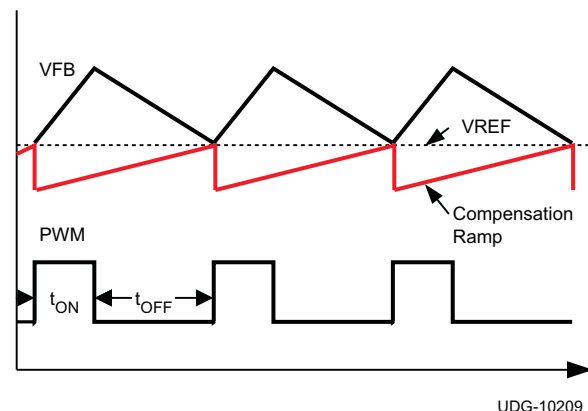 VFB
VREF
Compensation
Ramp
PWM
tON
tOFF
UDG-10209